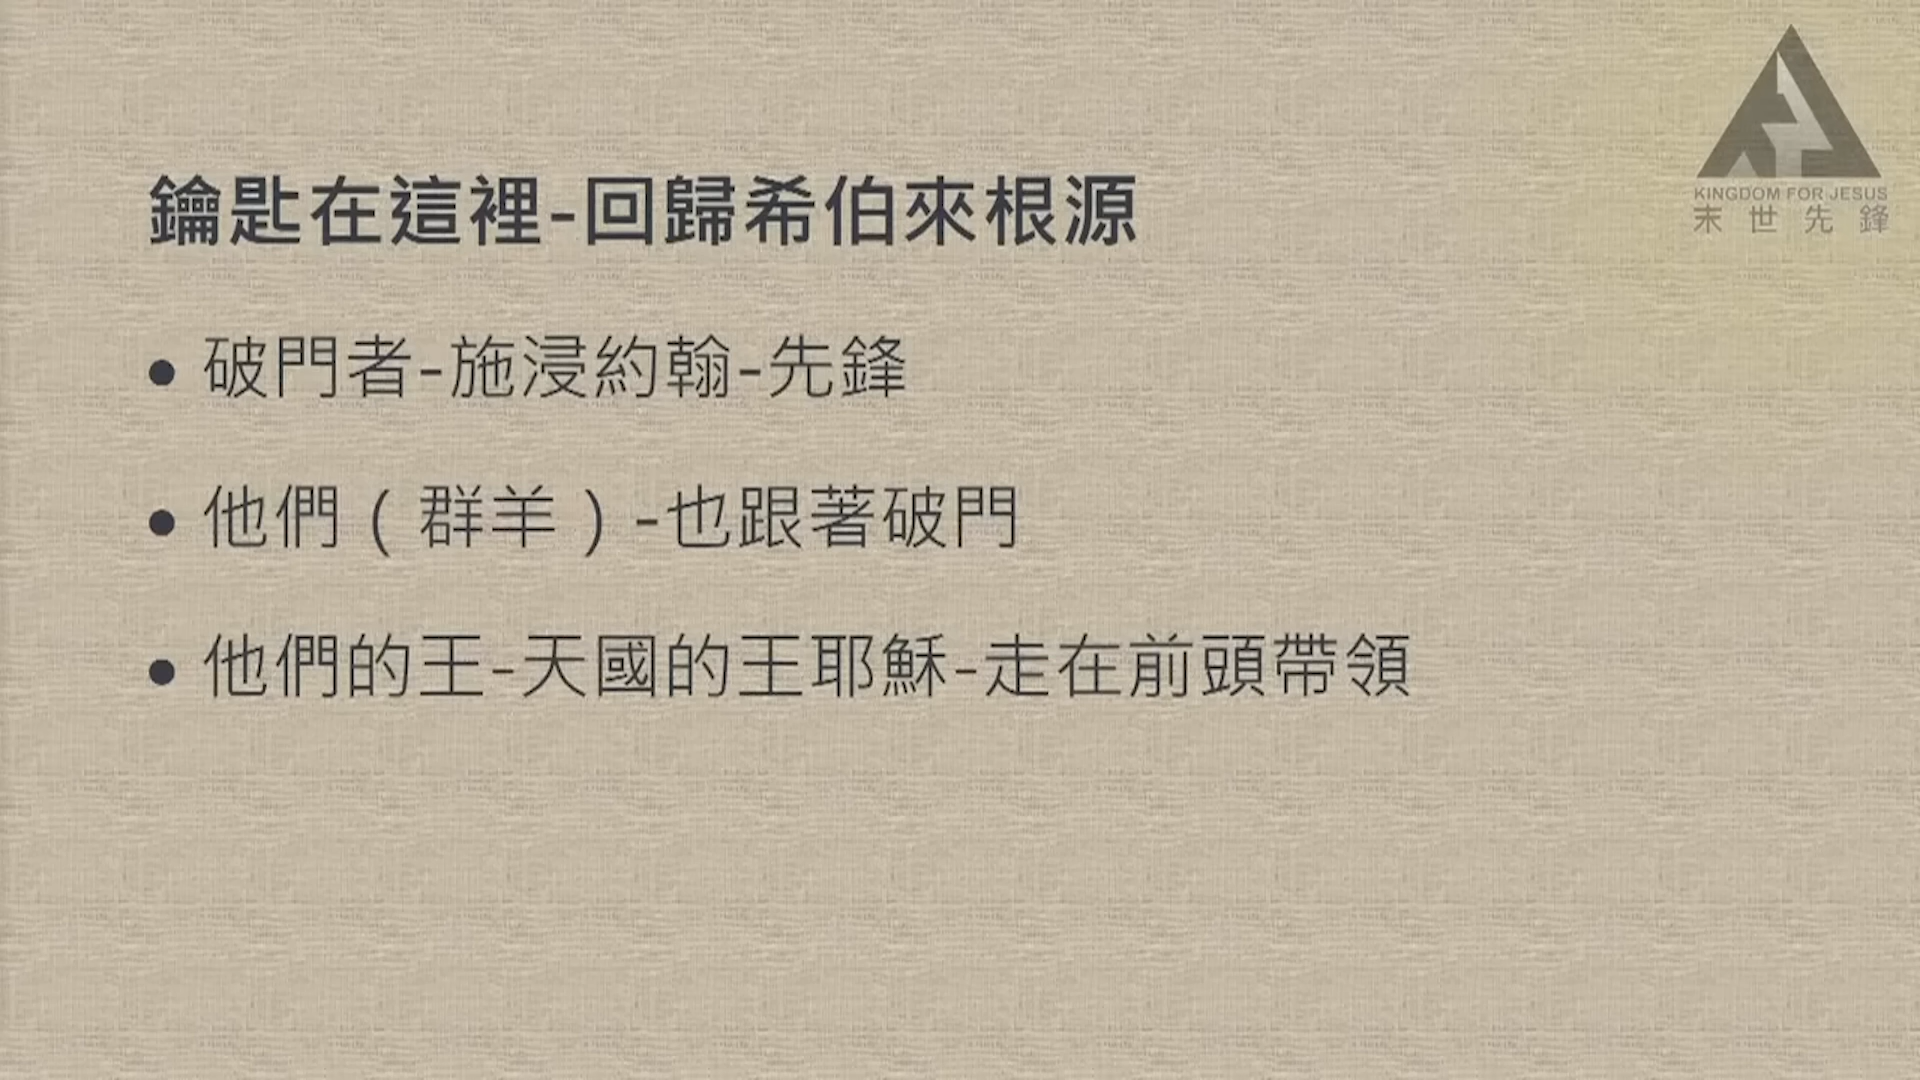 KINGDOM FOR JESUS
末世先鋒
鑰匙在這裡-回歸希伯來根源
• 破門者-施浸約翰-先鋒
• 他們（群羊）-也跟著破門
• 他們的王-天國的王耶穌-走在前頭帶領